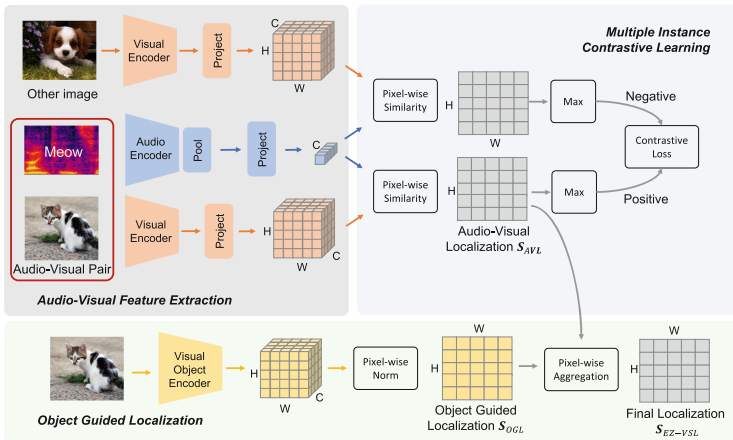 Other image
Visual
Encoder
Project
C
H
W
Multiple Instance
Contrastive Learning
Pixel-wise
Similarity
H
W
Max
Negative
Contrastive
Loss
Meow
Audio
Encoder
Pool
Project
C
Pixel-wise
Similarity
H
Max
Positive
Audio-Visual
Localization S_AVL
Audio-Visual Pair
Visual
Encoder
Project
H
W
C
Audio-Visual Feature Extraction
Visual
Object
Encoder
H
W
C
Pixel-wise
Norm
W
H
Object Guided
Localization S_OGL
Pixel-wise
Aggregation
W
H
Final Localization
S_EZ−VSL
Object Guided Localization